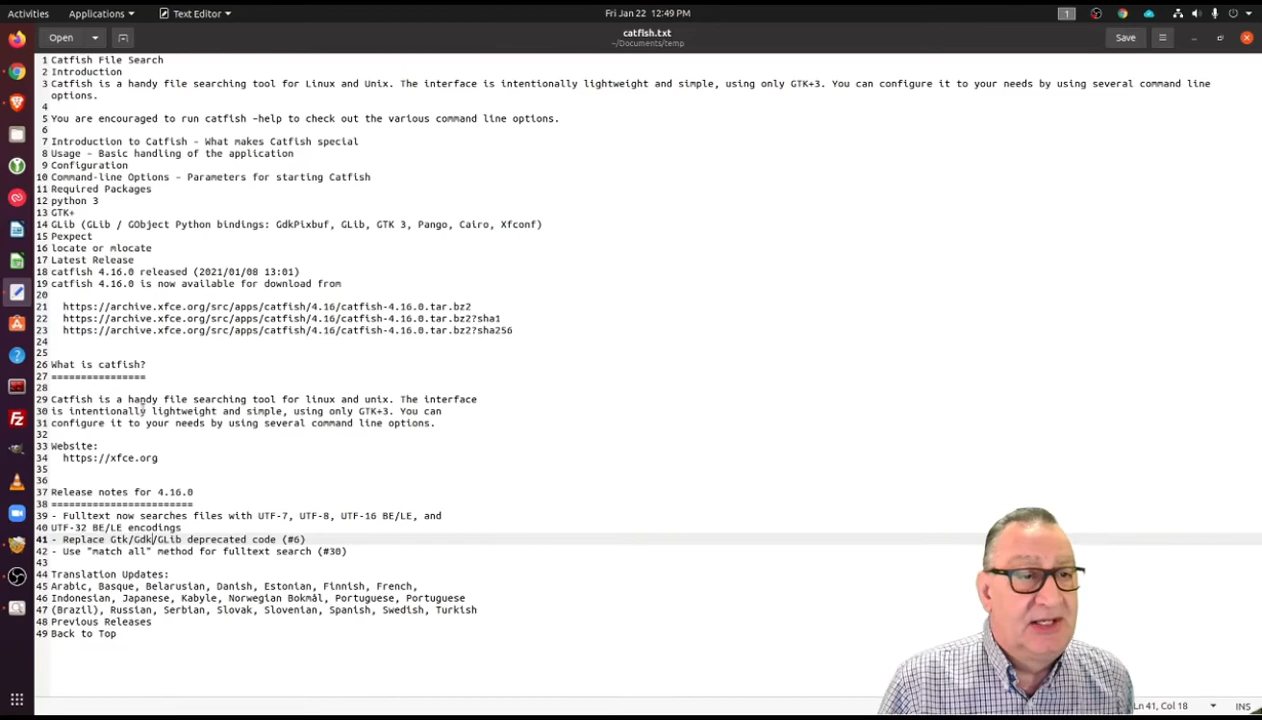 Activities Applications Text Editor Fri Jan 22 12:49 PM 1
Open catfish.txt Save
~/Documents/temp
1 Catfish File Search
2 Introduction
3 Catfish is a handy file searching tool for Linux and Unix. The interface is intentionally lightweight and simple, using only GTK+3. You can configure it to your needs by using several command line
options.
4
5 You are encouraged to run catfish –help to check out the various command line options.
6
7 Introduction to Catfish – What makes Catfish special
8 Usage – Basic handling of the application
9 Configuration
10 Command-line Options – Parameters for starting Catfish
11 Required Packages
12 python 3
13 GTK+
14 GLib (GLib / GObject Python bindings: GdkPixbuf, GLib, GTK 3, Pango, Cairo, Xfconf)
15 Pexpect
16 locate or mlocate
17 Latest Release
18 catfish 4.16.0 released (2021/01/08 13:01)
19 catfish 4.16.0 is now available for download from
20
21 https://archive.xfce.org/src/apps/catfish/4.16/catfish-4.16.0.tar.bz2
22 https://archive.xfce.org/src/apps/catfish/4.16/catfish-4.16.0.tar.bz2?sha1
23 https://archive.xfce.org/src/apps/catfish/4.16/catfish-4.16.0.tar.bz2?sha256
24
25
26 What is catfish?
27 ================
28
29 Catfish is a handy file searching tool for linux and unix. The interface
30 is intentionally lightweight and simple, using only GTK+3. You can
31 configure it to your needs by using several command line options.
32
33 Website:
34 https://xfce.org
35
36
37 Release notes for 4.16.0
38 ========================
39 - Fulltext now searches files with UTF-7, UTF-8, UTF-16 BE/LE, and
40 UTF-32 BE/LE encodings
41 - Replace Gtk/Gdk/GLib deprecated code (#6)
42 - Use "match all" method for fulltext search (#30)
43
44 Translation Updates:
45 Arabic, Basque, Belarusian, Danish, Estonian, Finnish, French,
46 Indonesian, Japanese, Kabyle, Norwegian Bokmål, Portuguese, Portuguese
47 (Brazil), Russian, Serbian, Slovak, Slovenian, Spanish, Swedish, Turkish
48 Previous Releases
49 Back to Top
Ln 41, Col 18 INS